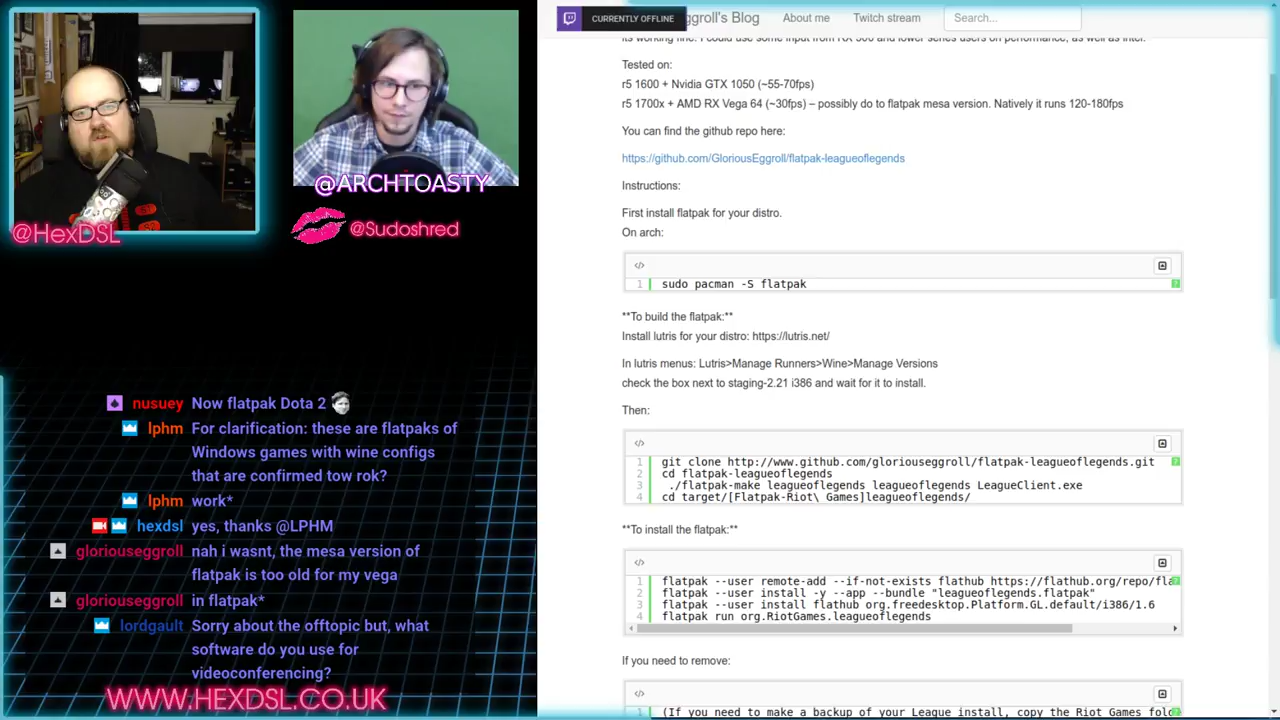 @HexDSL
@ARCHTOASTY
@Sudoshred
nusuey Now flatpak Dota 2
lphm For clarification: these are flatpaks of
Windows games with wine configs
that are confirmed tow rok?
lphm work*
hexdsl yes, thanks @LPHM
gloriouseggroll nah i wasnt, the mesa version of
flatpak is too old for my vega
gloriouseggroll in flatpak*
lordgault Sorry about the offtopic but, what
software do you use for
videoconferencing?
WWW.HEXDSL.CO.UK
CURRENTLY OFFLINE
ggroll's Blog About me Twitch stream Search...
its working fine. I could use some input from RX 500 and lower series users on performance, as well as intel.
Tested on:
r5 1600 + Nvidia GTX 1050 (~55-70fps)
r5 1700x + AMD RX Vega 64 (~30fps) – possibly do to flatpak mesa version. Natively it runs 120-180fps
You can find the github repo here:
https://github.com/GloriousEggroll/flatpak-leagueoflegends
Instructions:
First install flatpak for your distro.
On arch:
</>
1 sudo pacman -S flatpak ?
**To build the flatpak:**
Install lutris for your distro: https://lutris.net/
In lutris menus: Lutris>Manage Runners>Wine>Manage Versions
check the box next to staging-2.21 i386 and wait for it to install.
Then:
</>
1 git clone http://www.github.com/gloriouseggroll/flatpak-leagueoflegends.git ?
2 cd flatpak-leagueoflegends
3 ./flatpak-make leagueoflegends leagueoflegends LeagueClient.exe
4 cd target/[Flatpak-Riot\ Games]leagueoflegends/
**To install the flatpak:**
</>
1 flatpak --user remote-add --if-not-exists flathub https://flathub.org/repo/fla ?
2 flatpak --user install -y --app --bundle "leagueoflegends.flatpak"
3 flatpak --user install flathub org.freedesktop.Platform.GL.default/i386/1.6
4 flatpak run org.RiotGames.leagueoflegends
If you need to remove:
</>
1 (If you need to make a backup of your League install, copy the Riot Games fol ?